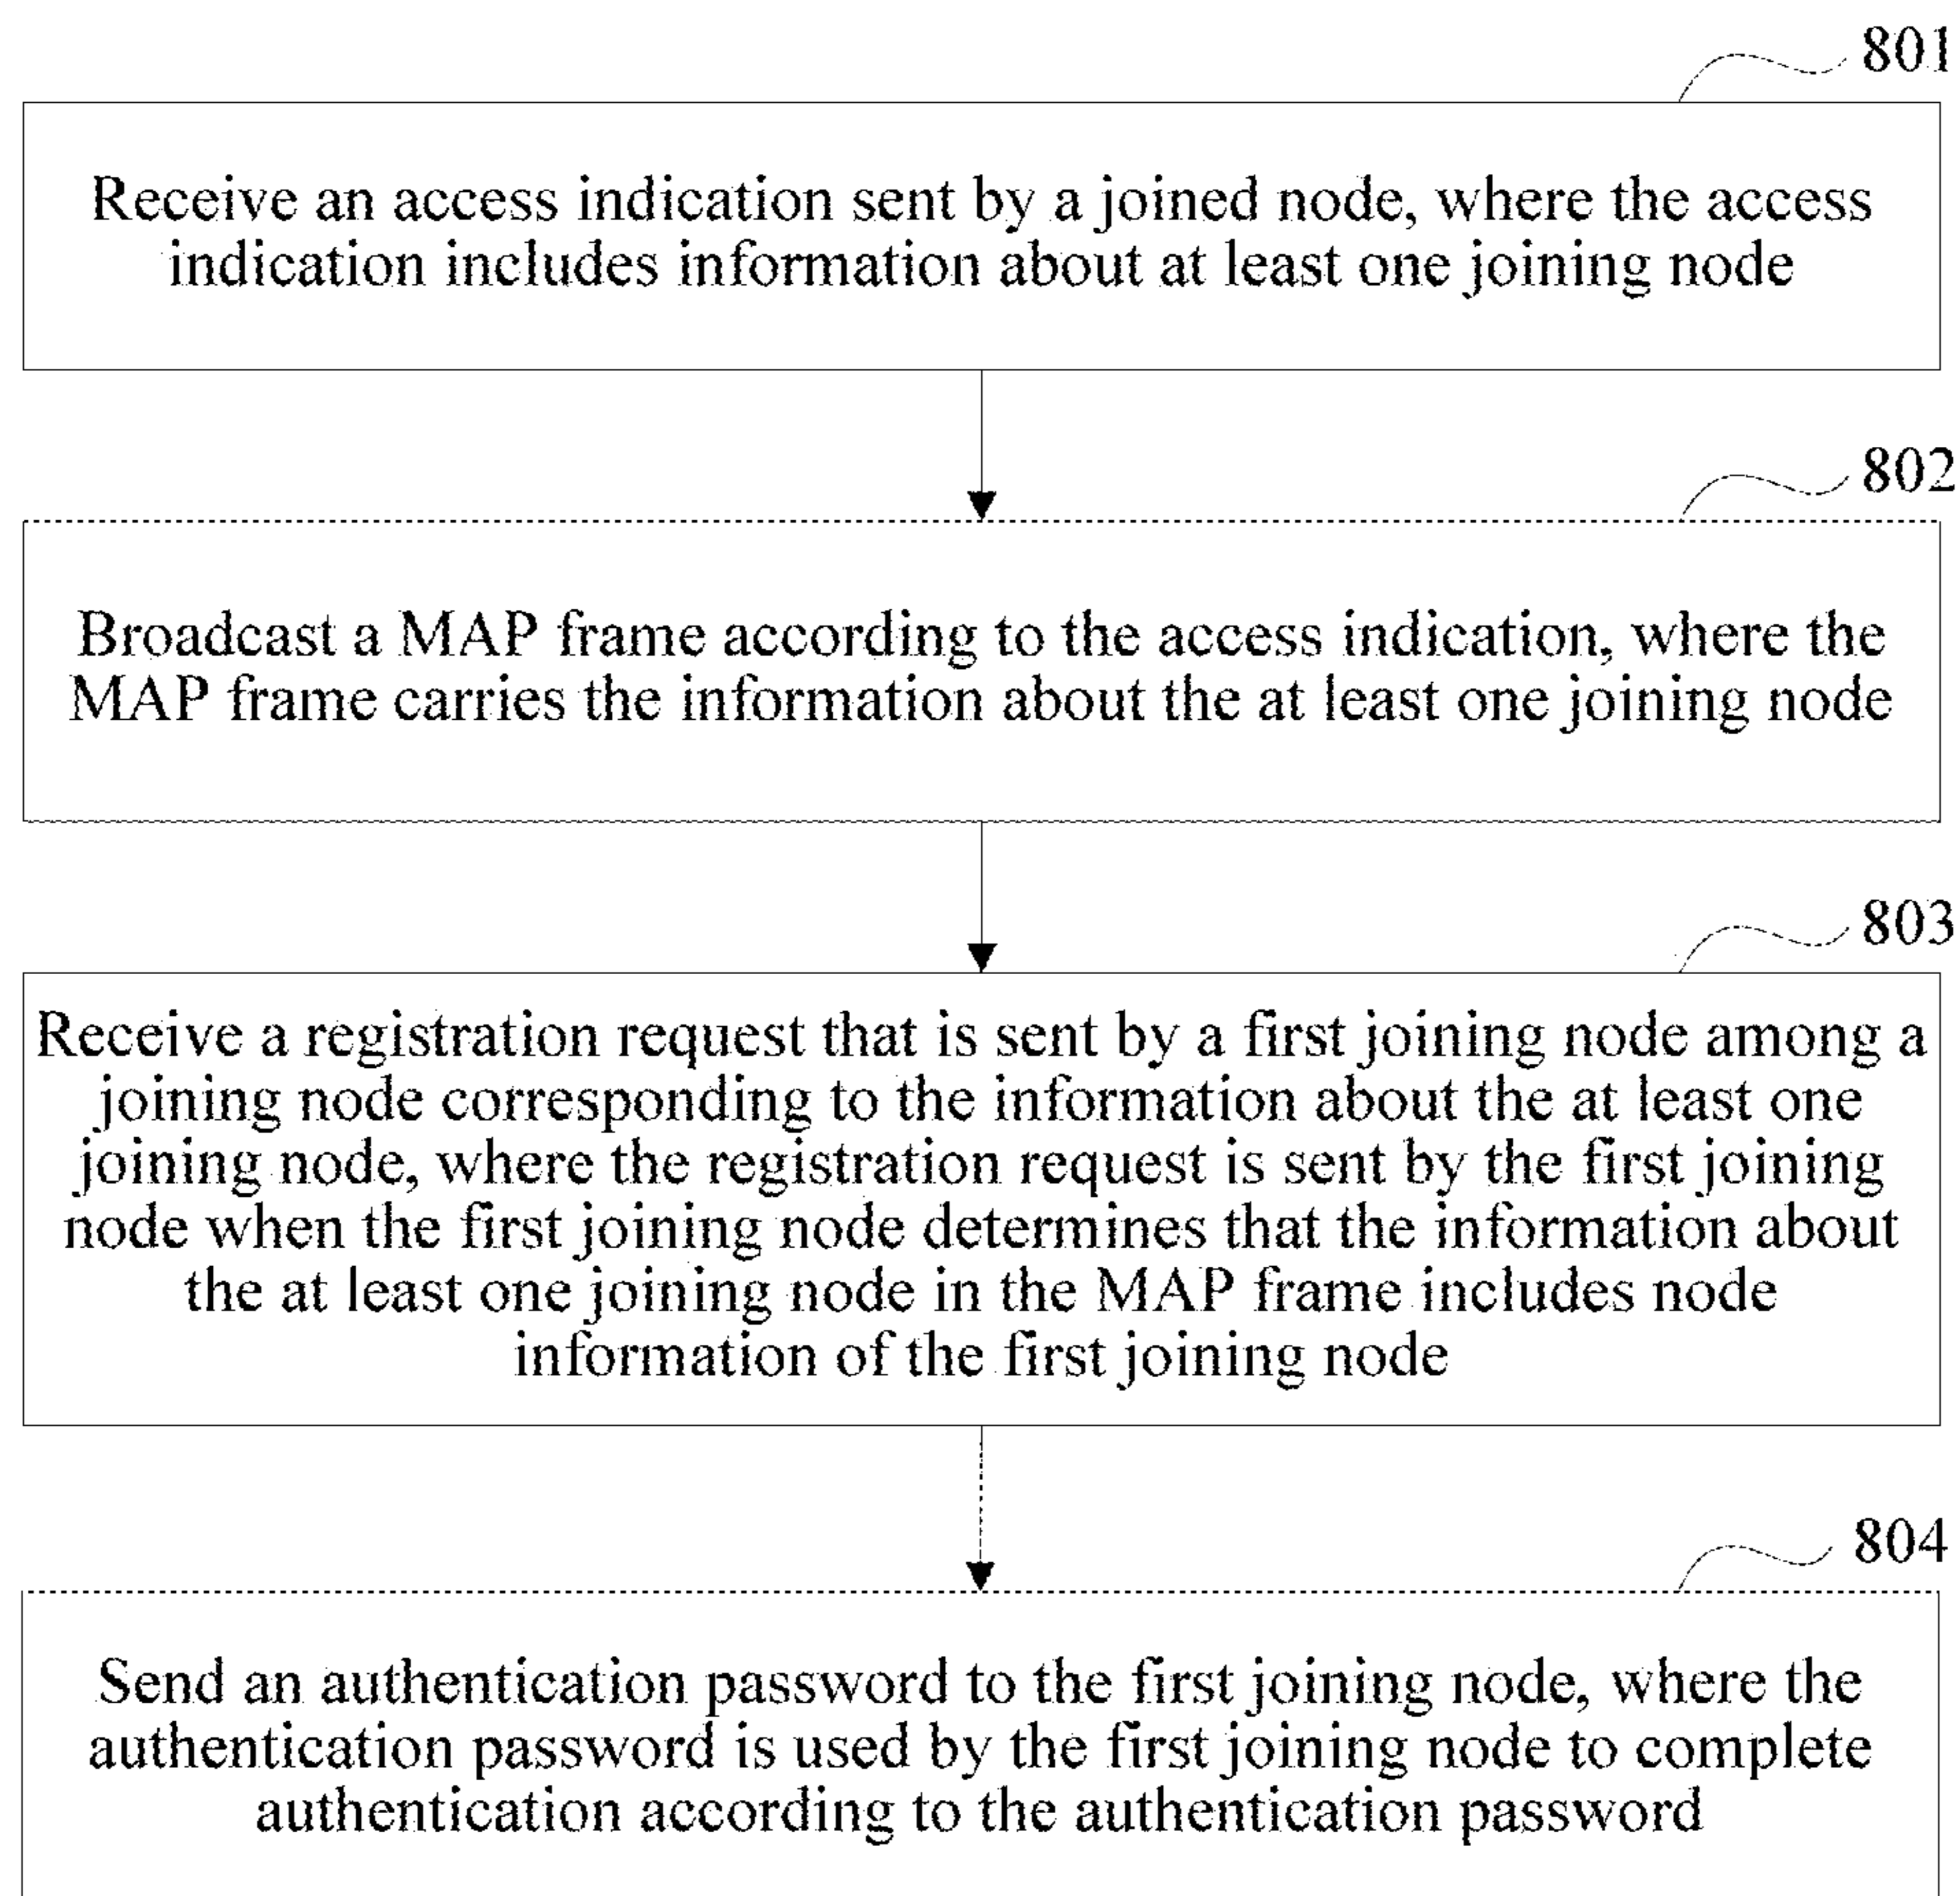 801
Receive an access indication sent by a joined node, where the access
indication includes information about at least one joining node
802
Broadcast a MAP frame according to the access indication, where the
MAP frame carries the information about the at least one joining node
803
Receive a registration request that is sent by a first joining node among a
joining node corresponding to the information about the at least one
joining node, where the registration request is sent by the first joining
node when the first joining node determines that the information about
the at least one joining node in the MAP frame includes node
information of the first joining node
804
Send an authentication password to the first joining node, where the
authentication password is used by the first joining node to complete
authentication according to the authentication password